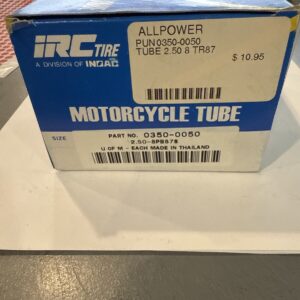 IRC TIRE
A DIVISION OF INOAC
ALLPOWER
PUN 0350-0050
TUBE 2.50 8 TR87
$ 10.95
MOTORCYCLE TUBE
SIZE
PART NO. 0350-0050
2.50-8PB878
U OF M - EACH MADE IN THAILAND